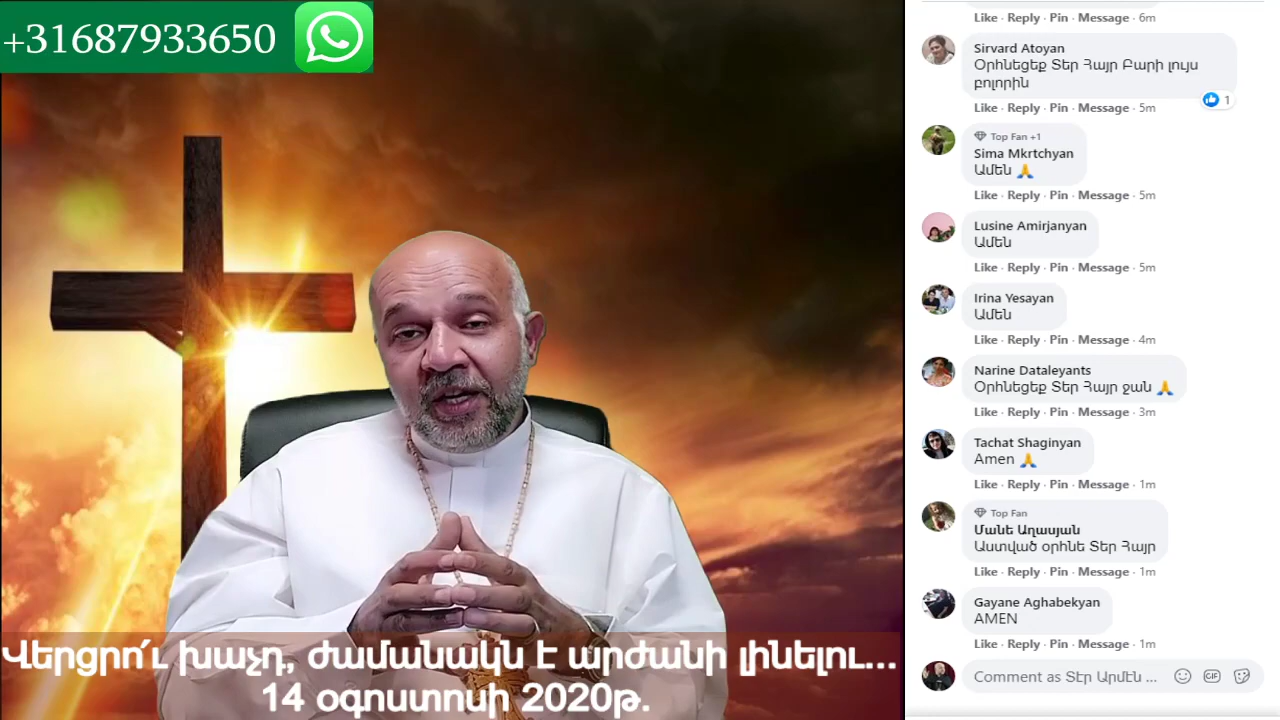 +31687933650
Վերցրո՛ւ խաչդ, ժամանակն է արժանի լինելու...
14 օգոստոսի 2020թ.
Like · Reply · Pin · Message · 6m
Sirvard Atoyan
Օրհնեցեք Տեր Հայր Բարի լույս
բոլորին
1
Like · Reply · Pin · Message · 5m
Top Fan +1
Sima Mkrtchyan
Ամեն 🙏
Like · Reply · Pin · Message · 5m
Lusine Amirjanyan
Ամեն
Like · Reply · Pin · Message · 5m
Irina Yesayan
Ամեն
Like · Reply · Pin · Message · 4m
Narine Dataleyants
Օրհնեցեք Տեր Հայր ջան 🙏
Like · Reply · Pin · Message · 3m
Tachat Shaginyan
Amen 🙏
Like · Reply · Pin · Message · 1m
Top Fan
Մանե Աղասյան
Աստված օրհնե Տեր Հայր
Like · Reply · Pin · Message · 1m
Gayane Aghabekyan
AMEN
Like · Reply · Pin · Message · 1m
Comment as Տէր Արմէն ...
GIF